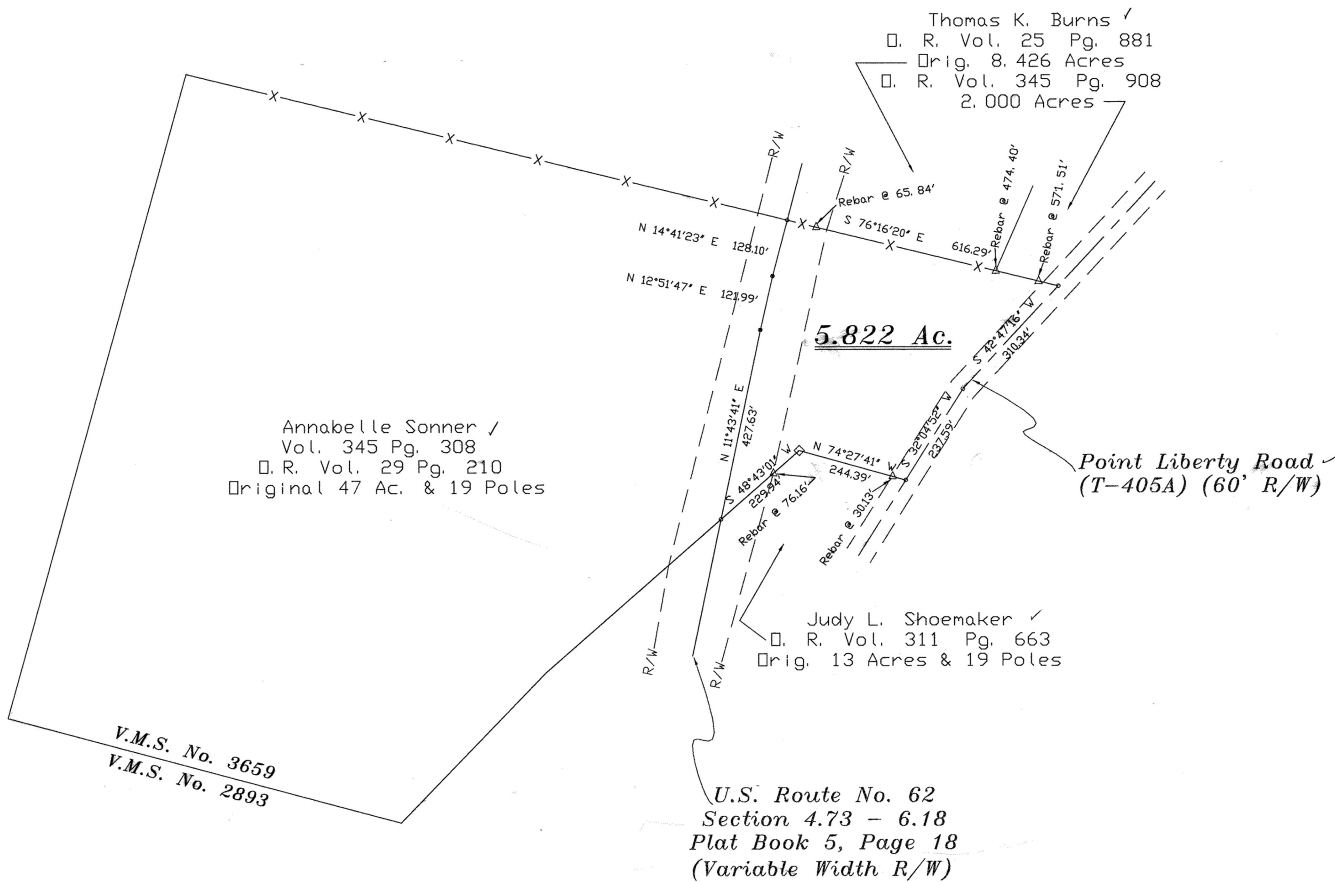 Thomas K. Burns ✓
O. R. Vol. 25 Pg. 881
Orig. 8.426 Acres
O. R. Vol. 345 Pg. 908
2.000 Acres
R/W
R/W
Rebar @ 65.84'
Rebar @ 474.40'
Rebar @ 571.51'
S 76°16'20" E
616.29'
N 14°41'23" E 128.10'
N 12°51'47" E 121.99'
5.822 Ac.
S 42°47'16" W
310.34'
N 11°43'41" E
427.63'
S 32°04'52" W
237.59'
N 74°27'41" W
244.39'
S 48°43'01" W
229.94'
Rebar @ 76.16'
Rebar @ 30.13'
Annabelle Sonner ✓
Vol. 345 Pg. 308
O. R. Vol. 29 Pg. 210
Original 47 Ac. & 19 Poles
Point Liberty Road ✓
(T-405A) (60' R/W)
Judy L. Shoemaker ✓
O. R. Vol. 311 Pg. 663
Orig. 13 Acres & 19 Poles
R/W
R/W
V.M.S. No. 3659
V.M.S. No. 2893
U.S. Route No. 62
Section 4.73 - 6.18
Plat Book 5, Page 18
(Variable Width R/W)